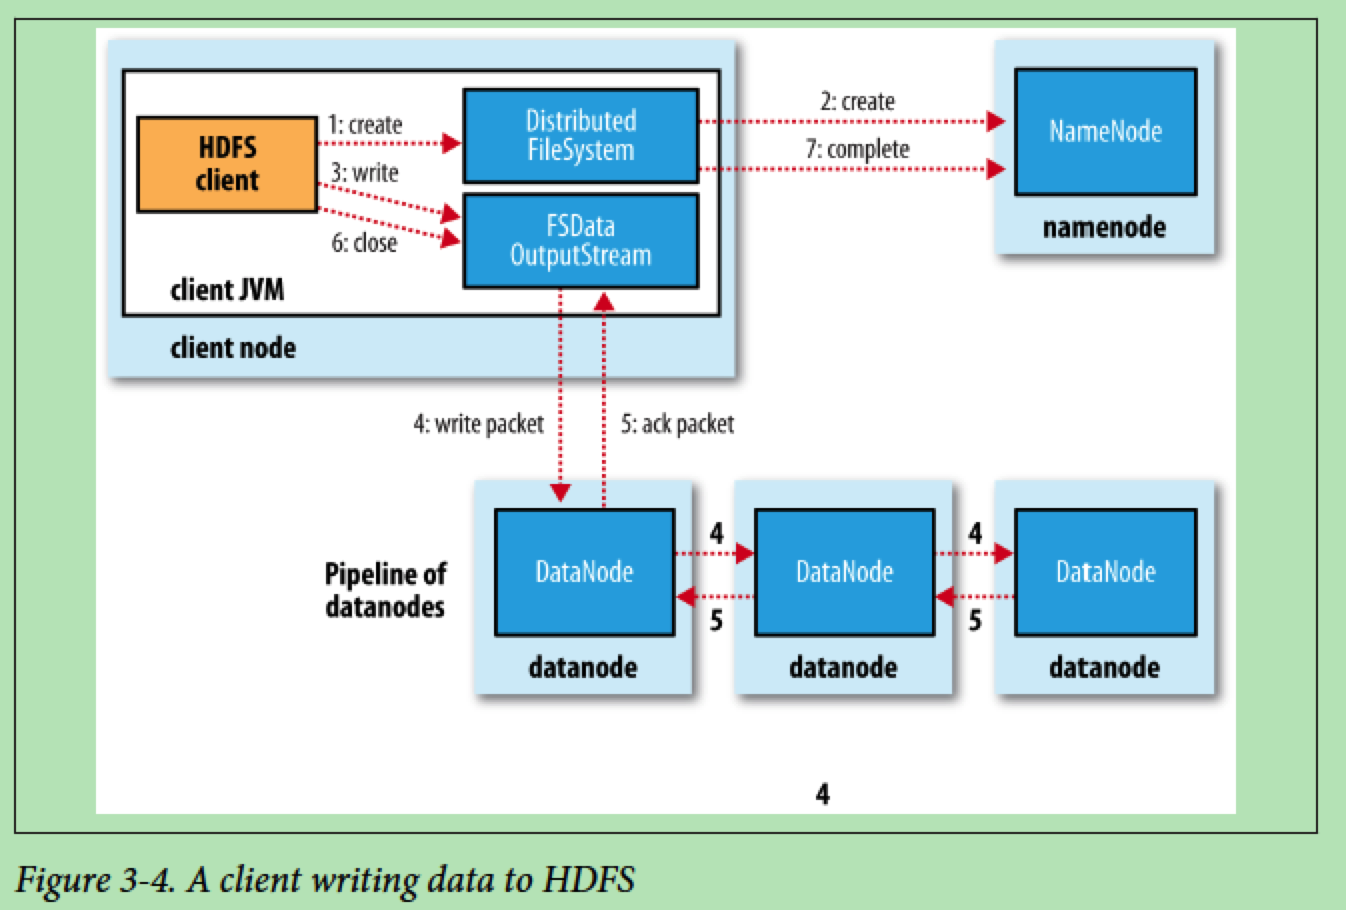 HDFS
client
1: create
3: write
6: close
Distributed
FileSystem
FSData
OutputStream
client JVM
client node
2: create
7: complete
NameNode
namenode
4: write packet
5: ack packet
Pipeline of
datanodes
DataNode
datanode
4
5
DataNode
datanode
4
5
DataNode
datanode
4
Figure 3-4. A client writing data to HDFS